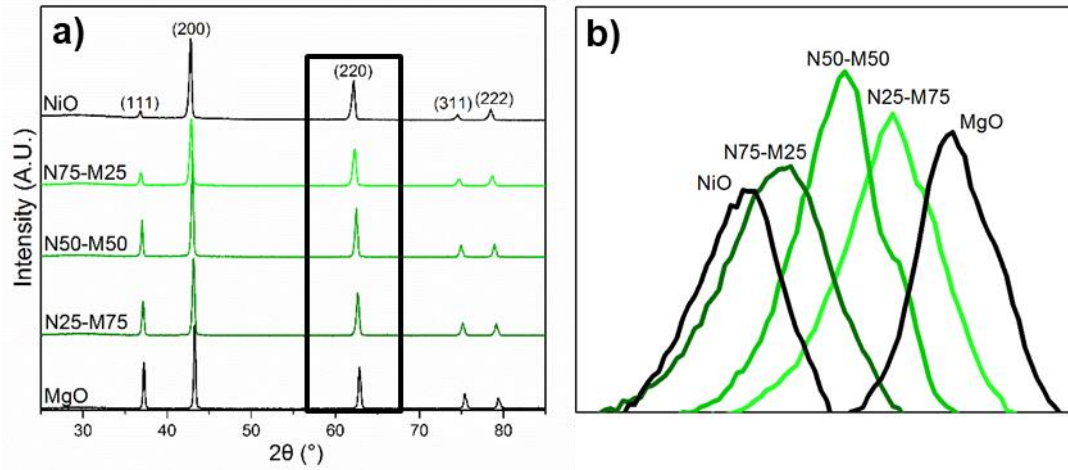 a)
(200)
(220)
(111)
(311)
(222)
NiO
N75-M25
N50-M50
N25-M75
MgO
Intensity (A.U.)
30 40 50 60 70 80
2θ (°)
b)
N50-M50
N25-M75
MgO
N75-M25
NiO